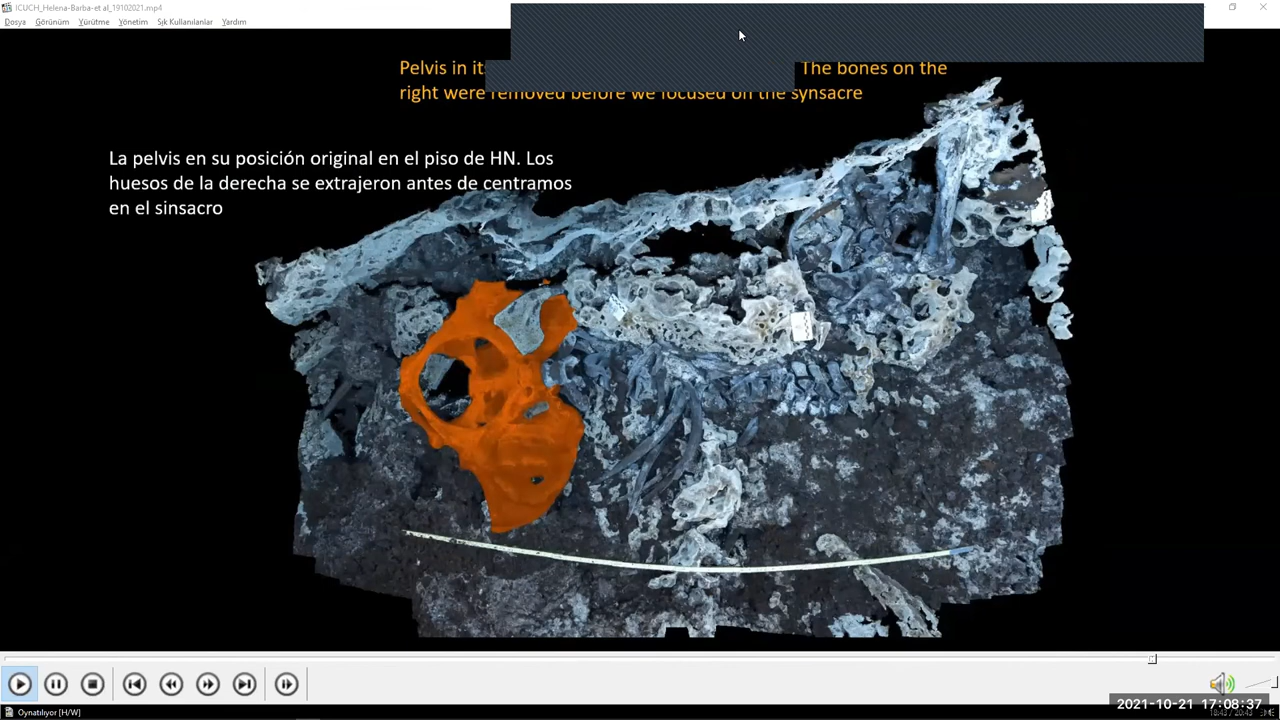 ICUCH_Helena-Barba-et al_19102021.mp4
Dosya Görünüm Yürütme Yönetim Sık Kullanılanlar Yardım
Pelvis in The bones on the
right were removed before we focused on the synsacre
La pelvis en su posición original en el piso de HN. Los
huesos de la derecha se extrajeron antes de centramos
en el sinsacro
2021-10-21 17:08:37
Oynatılıyor [H/W]